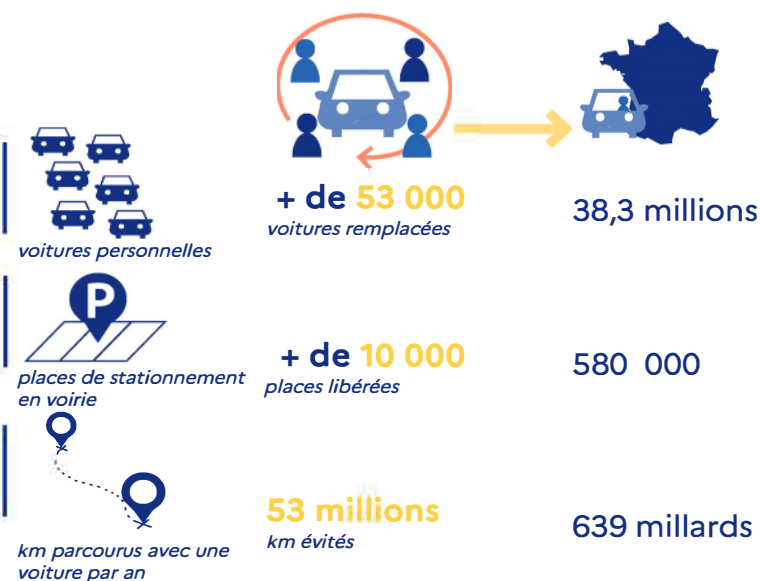 + de 53 000
voitures remplacées
38,3 millions
voitures personnelles
P
+ de 10 000
places libérées
580 000
places de stationnement
en voirie
53 millions
km évités
639 millards
km parcourus avec une
voiture par an